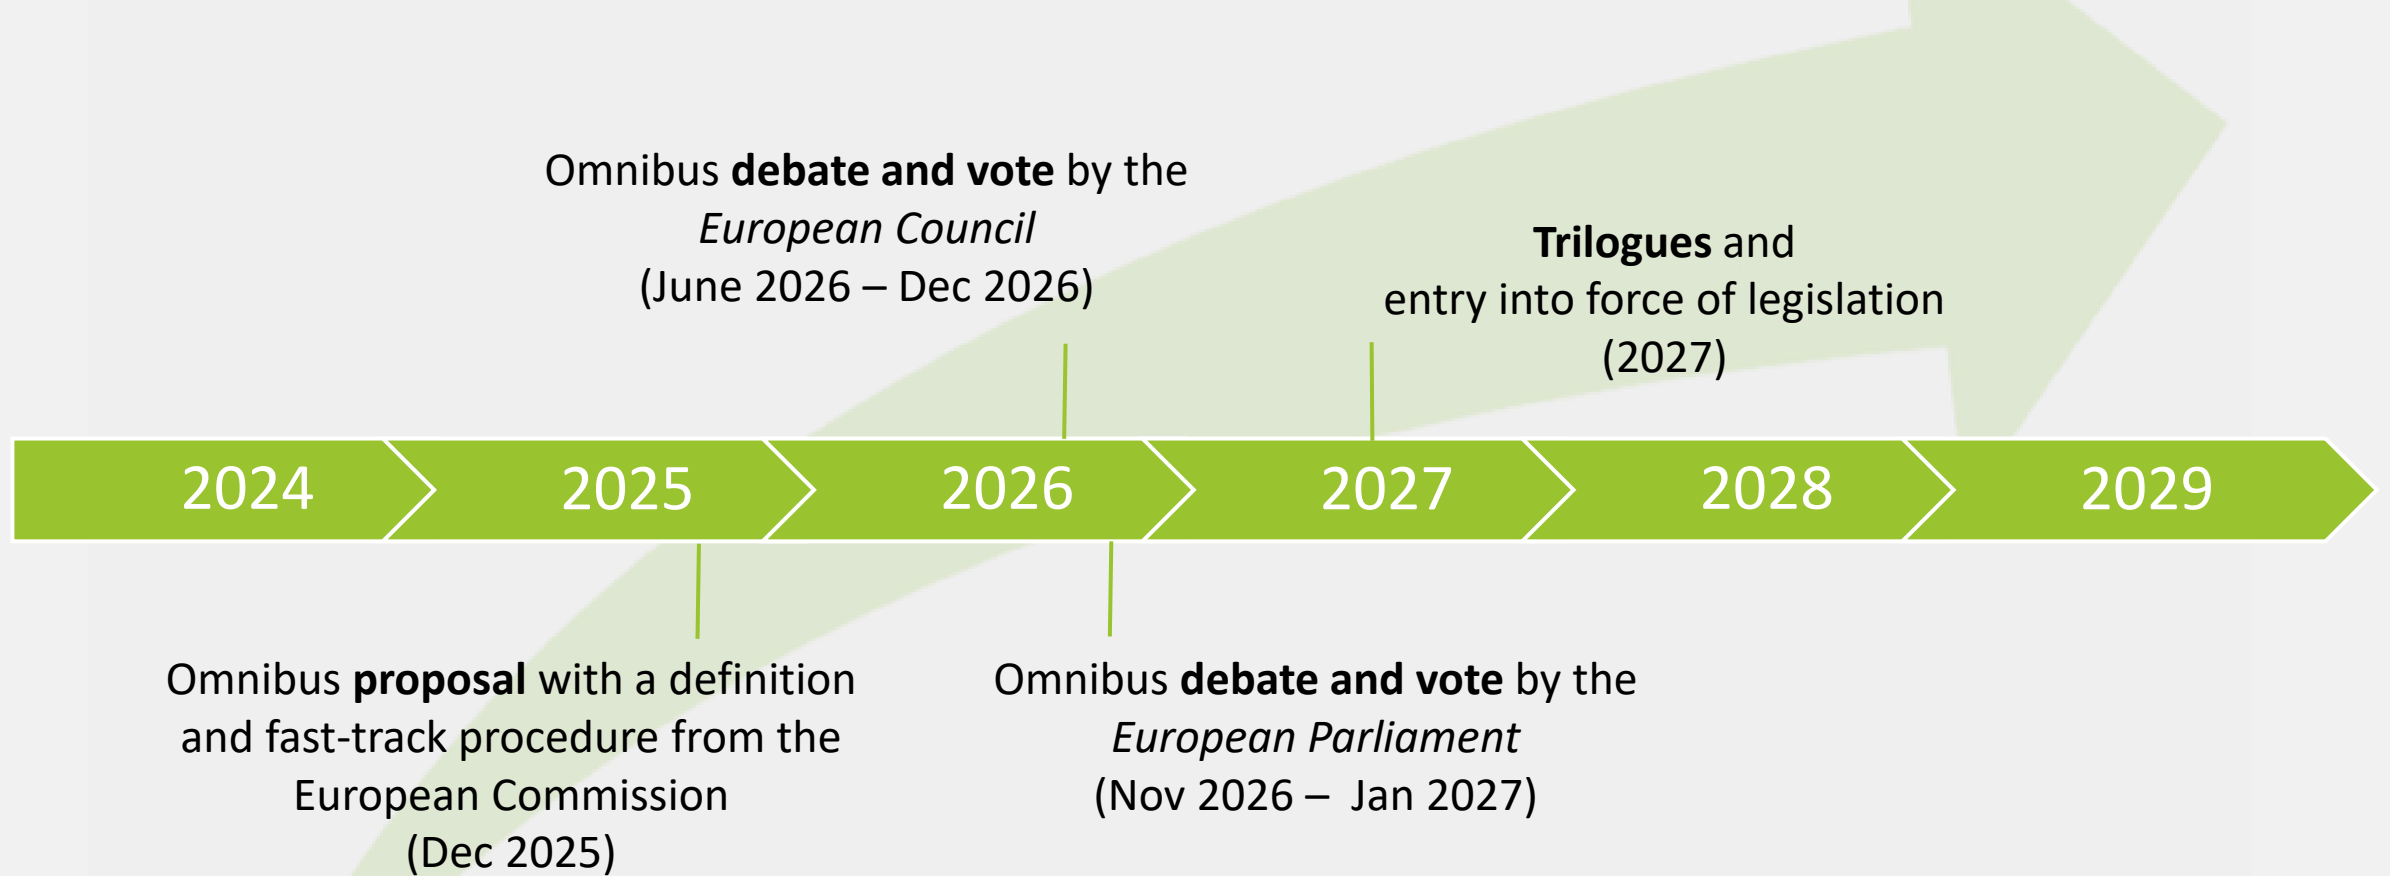 Omnibus debate and vote by the
European Council
(June 2026 – Dec 2026)
Trilogues and
entry into force of legislation
(2027)
2024
2025
2026
2027
2028
2029
Omnibus proposal with a definition
and fast-track procedure from the
European Commission
(Dec 2025)
Omnibus debate and vote by the
European Parliament
(Nov 2026 –  Jan 2027)